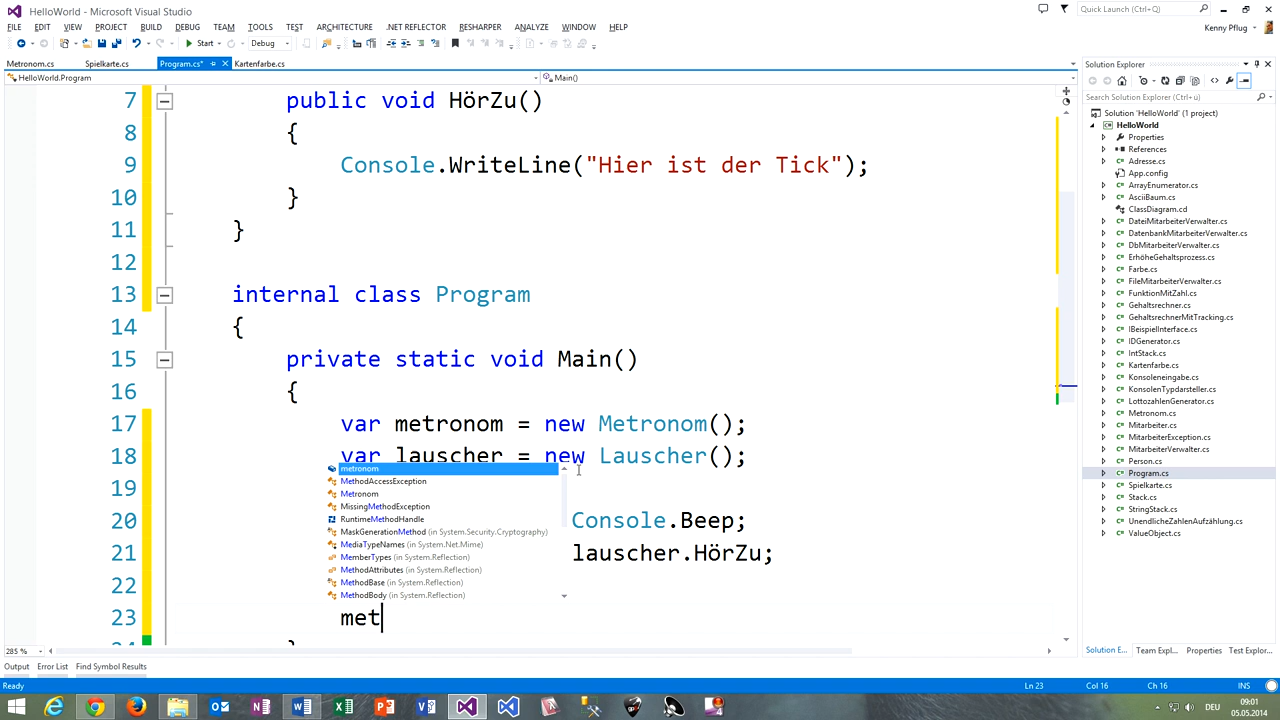 HelloWorld - Microsoft Visual Studio
Quick Launch (Ctrl+Ü)
FILE EDIT VIEW PROJECT BUILD DEBUG TEAM TOOLS TEST ARCHITECTURE .NET REFLECTOR RESHARPER ANALYZE WINDOW HELP
Kenny Pflug
Start Debug
Metronom.cs Spielkarte.cs Program.cs* Kartenfarbe.cs
HelloWorld.Program Main()
7 public void HörZu()
8 {
9 Console.WriteLine("Hier ist der Tick");
10 }
11 }
12
13 internal class Program
14 {
15 private static void Main()
16 {
17 var metronom = new Metronom();
18 var lauscher = new Lauscher();
19
20 Console.Beep;
21 lauscher.HörZu;
22
23 met
metronom
MethodAccessException
Metronom
MissingMethodException
RuntimeMethodHandle
MaskGenerationMethod (in System.Security.Cryptography)
MediaTypeNames (in System.Net.Mime)
MemberTypes (in System.Reflection)
MethodAttributes (in System.Reflection)
MethodBase (in System.Reflection)
MethodBody (in System.Reflection)
285 %
Solution Explorer
Search Solution Explorer (Ctrl+ü)
Solution 'HelloWorld' (1 project)
HelloWorld
Properties
References
Adresse.cs
App.config
ArrayEnumerator.cs
AsciiBaum.cs
ClassDiagram.cd
DateiMitarbeiterVerwalter.cs
DatenbankMitarbeiterVerwalter.cs
DbMitarbeiterVerwalter.cs
ErhöheGehaltsprozess.cs
Farbe.cs
FileMitarbeiterVerwalter.cs
FunktionMitZahl.cs
Gehaltsrechner.cs
GehaltsrechnerMitTracking.cs
IBeispielInterface.cs
IDGenerator.cs
IntStack.cs
Kartenfarbe.cs
Konsoleneingabe.cs
KonsolenTypdarsteller.cs
LottozahlenGenerator.cs
Metronom.cs
Mitarbeiter.cs
MitarbeiterException.cs
MitarbeiterVerwalter.cs
Person.cs
Program.cs
Spielkarte.cs
Stack.cs
StringStack.cs
UnendlicheZahlenAufzählung.cs
ValueObject.cs
Solution E... Team Expl... Properties Test Explor...
Output Error List Find Symbol Results
Ready Ln 23 Col 16 Ch 16 INS
DEU
09:01
05.05.2014